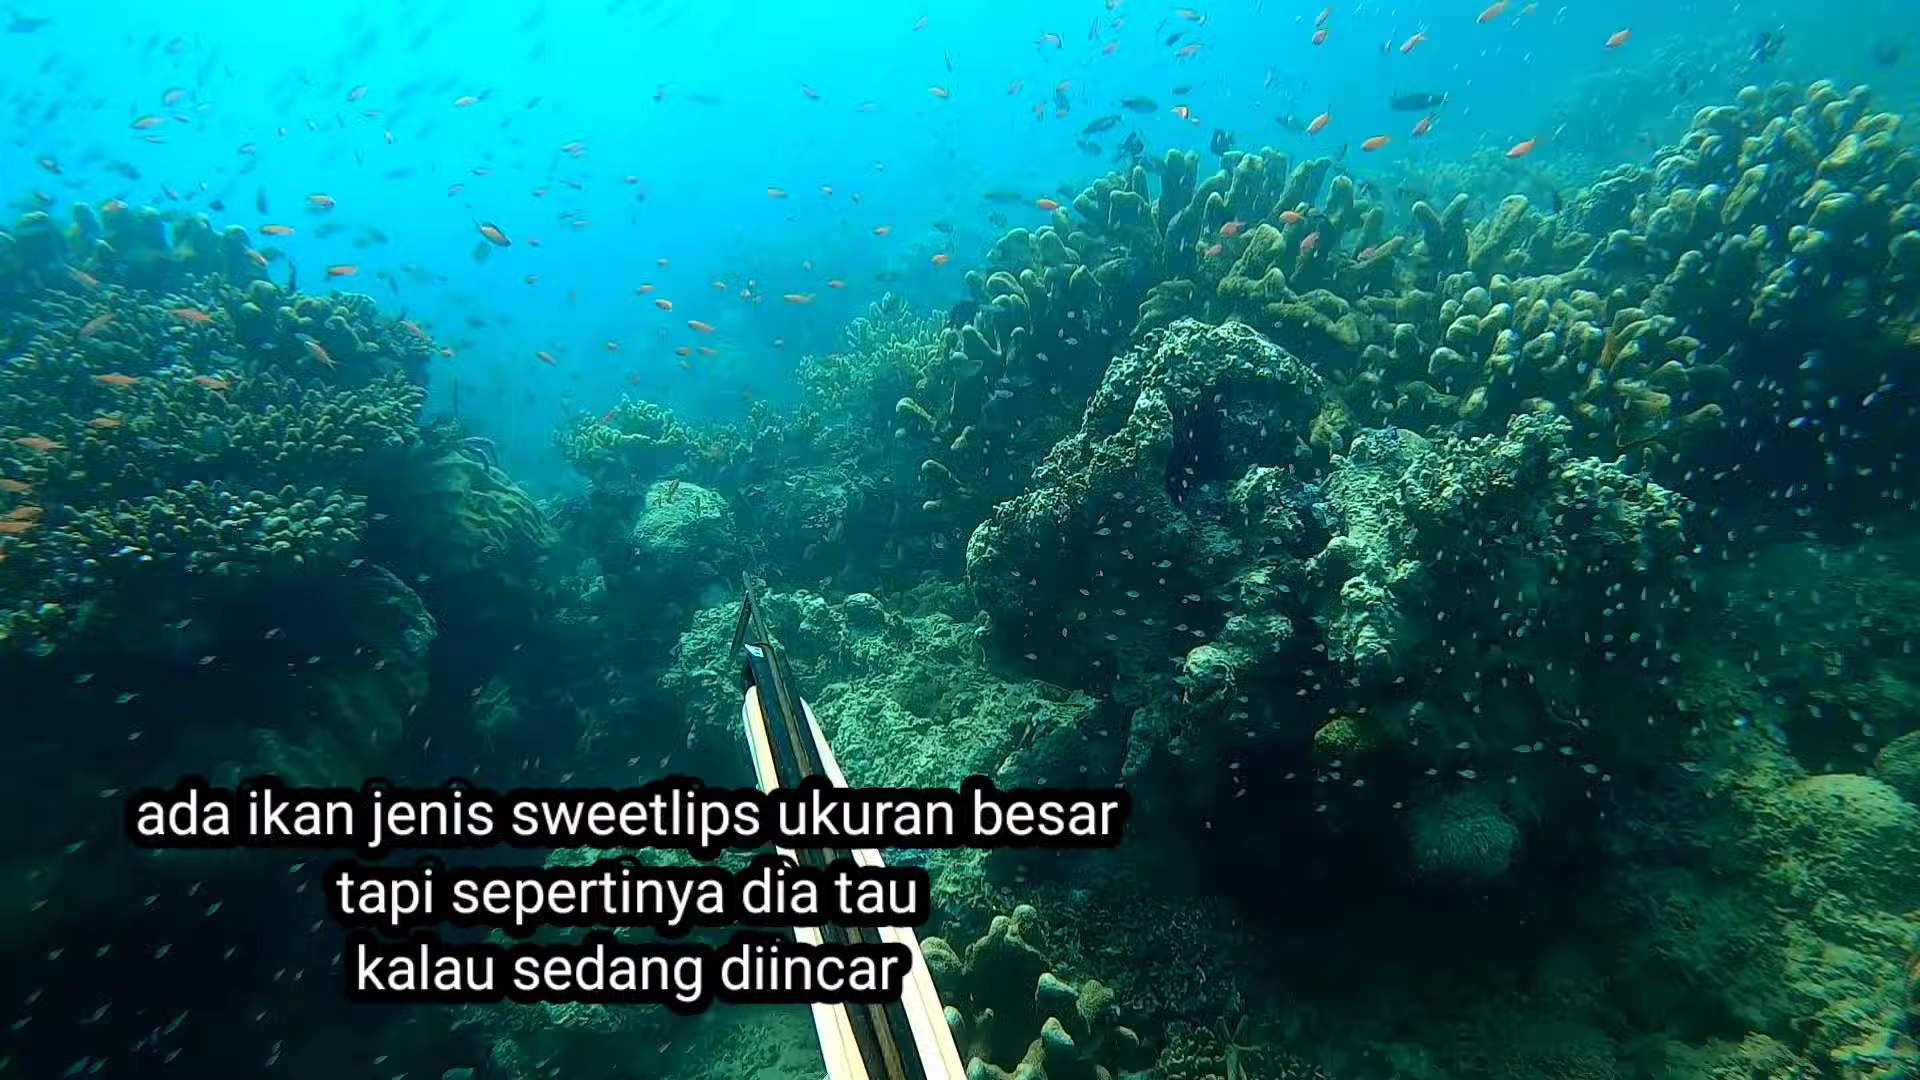 ada ikan jenis sweetlips ukuran besar
tapi sepertinya dia tau
kalau sedang diincar